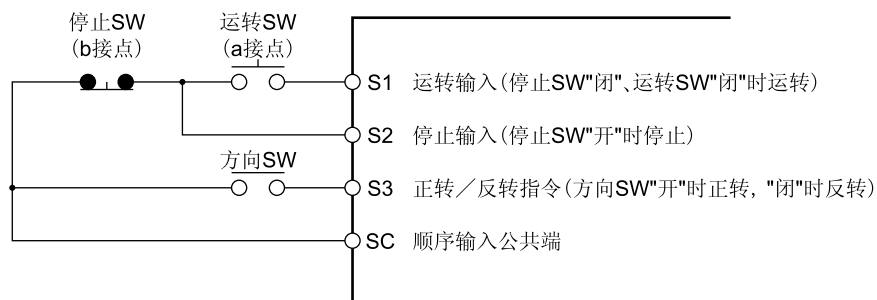 停止SW
(b接点)
运转SW
(a接点)
S1 运转输入(停止SW"闭"、运转SW"闭"时运转)
S2 停止输入(停止SW"开"时停止)
方向SW
S3 正转／反转指令(方向SW"开"时正转, "闭"时反转)
SC 顺序输入公共端